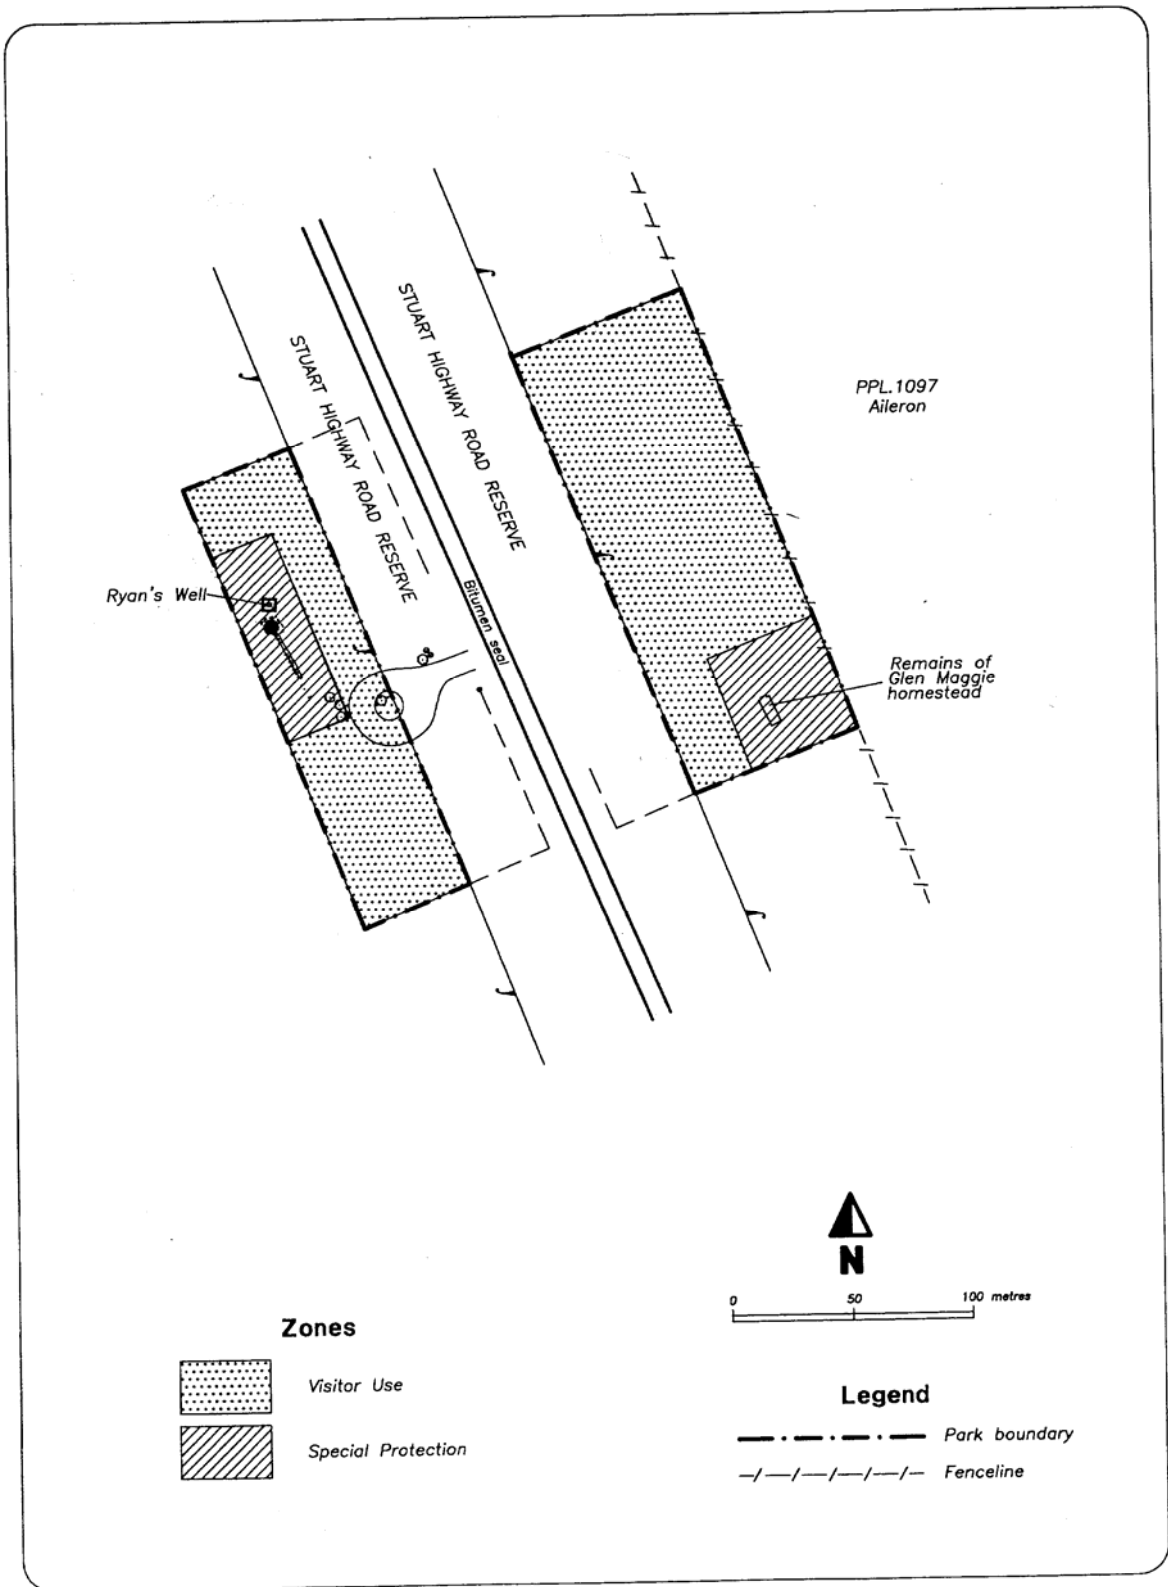 STUART HIGHWAY ROAD RESERVE
STUART HIGHWAY ROAD RESERVE
PPL.1097
Aileron
Ryan's Well
Bitumen seal
Remains of
Glen Maggie
homestead
N
0 50 100 metres
Zones
Visitor Use
Special Protection
Legend
Park boundary
Fenceline